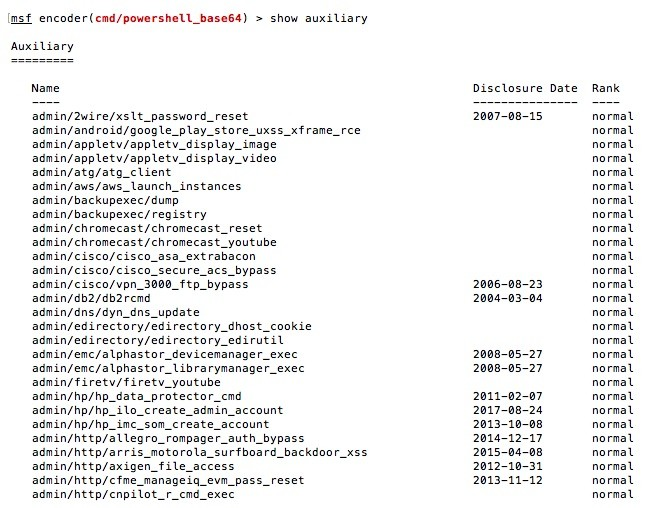 msf encoder(cmd/powershell_base64) > show auxiliary
Auxiliary
=========
Name Disclosure Date Rank
---- --------------- ----
admin/2wire/xslt_password_reset 2007-08-15 normal
admin/android/google_play_store_uxss_xframe_rce normal
admin/appletv/appletv_display_image normal
admin/appletv/appletv_display_video normal
admin/atg/atg_client normal
admin/aws/aws_launch_instances normal
admin/backupexec/dump normal
admin/backupexec/registry normal
admin/chromecast/chromecast_reset normal
admin/chromecast/chromecast_youtube normal
admin/cisco/cisco_asa_extrabacon normal
admin/cisco/cisco_secure_acs_bypass normal
admin/cisco/vpn_3000_ftp_bypass 2006-08-23 normal
admin/db2/db2rcmd 2004-03-04 normal
admin/dns/dyn_dns_update normal
admin/edirectory/edirectory_dhost_cookie normal
admin/edirectory/edirectory_edirutil normal
admin/emc/alphastor_devicemanager_exec 2008-05-27 normal
admin/emc/alphastor_librarymanager_exec 2008-05-27 normal
admin/firetv/firetv_youtube normal
admin/hp/hp_data_protector_cmd 2011-02-07 normal
admin/hp/hp_ilo_create_admin_account 2017-08-24 normal
admin/hp/hp_imc_som_create_account 2013-10-08 normal
admin/http/allegro_rompager_auth_bypass 2014-12-17 normal
admin/http/arris_motorola_surfboard_backdoor_xss 2015-04-08 normal
admin/http/axigen_file_access 2012-10-31 normal
admin/http/cfme_manageiq_evm_pass_reset 2013-11-12 normal
admin/http/cnpilot_r_cmd_exec normal